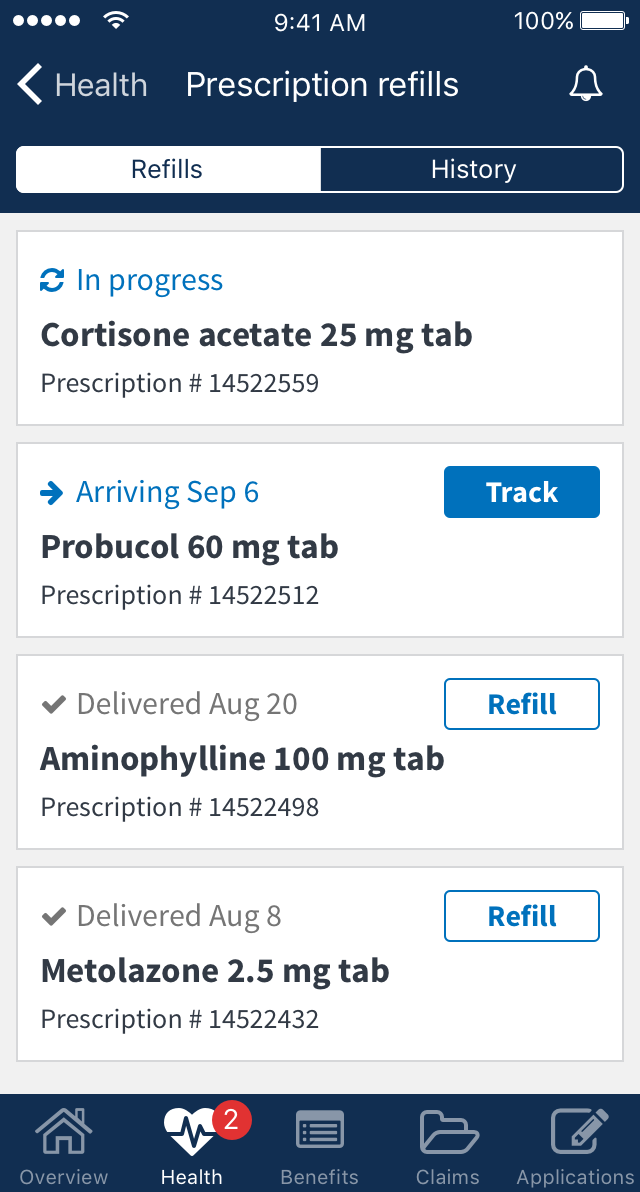 9:41 AM 100%
Health Prescription refills
Refills History
In progress
Cortisone acetate 25 mg tab
Prescription # 14522559
Arriving Sep 6 Track
Probucol 60 mg tab
Prescription # 14522512
Delivered Aug 20 Refill
Aminophylline 100 mg tab
Prescription # 14522498
Delivered Aug 8 Refill
Metolazone 2.5 mg tab
Prescription # 14522432
2
Overview Health Benefits Claims Applications